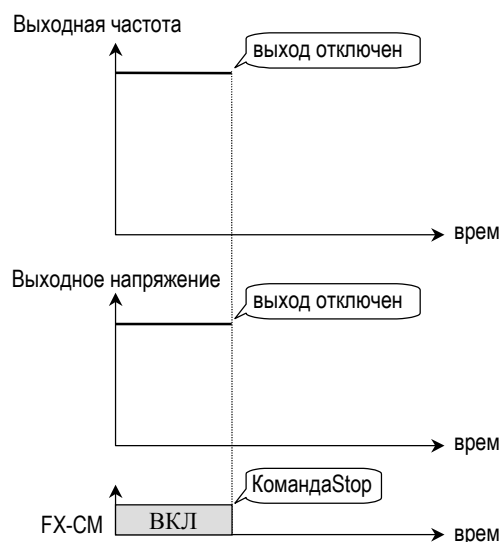 Выходная частота
выход отключен
врем
Выходное напряжение
выход отключен
врем
КомандаStop
FX-CM
ВКЛ
врем